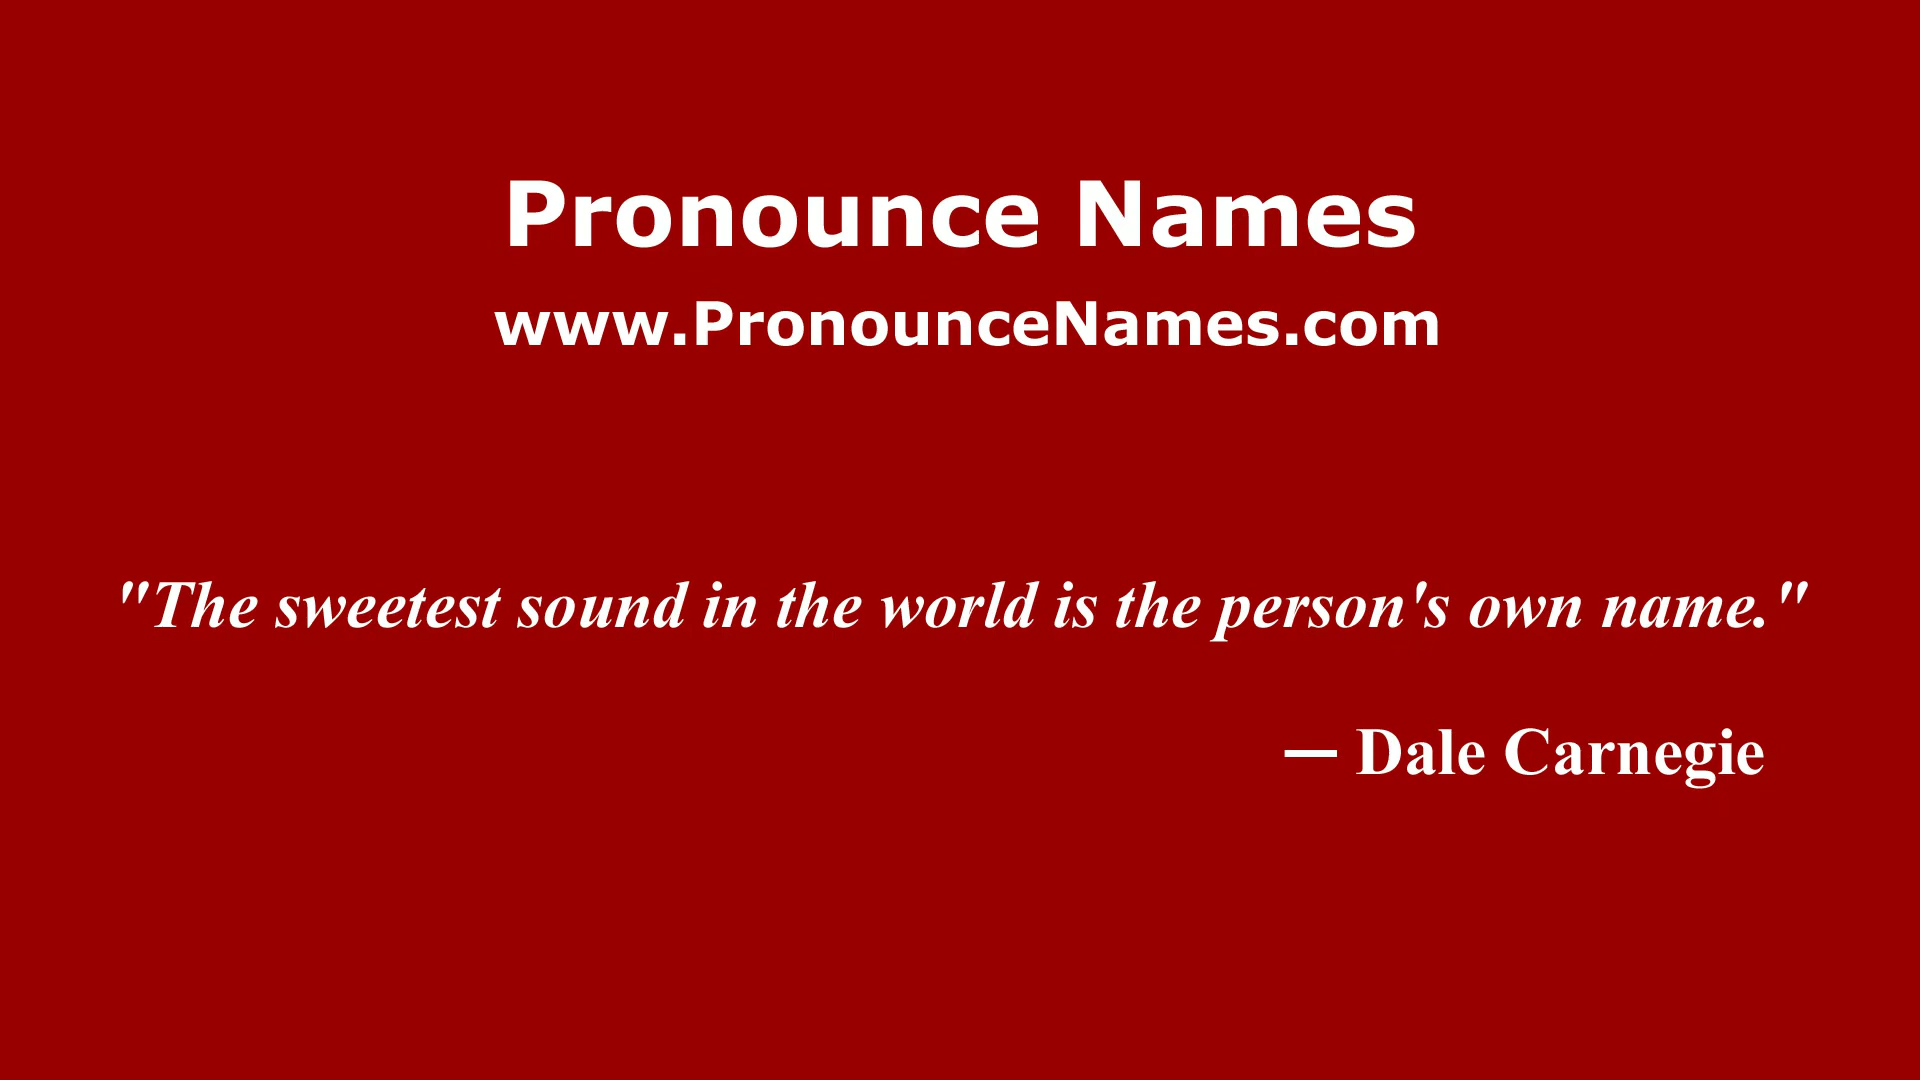 Pronounce Names
www.PronounceNames.com
"The sweetest sound in the world is the person's own name."
— Dale Carnegie